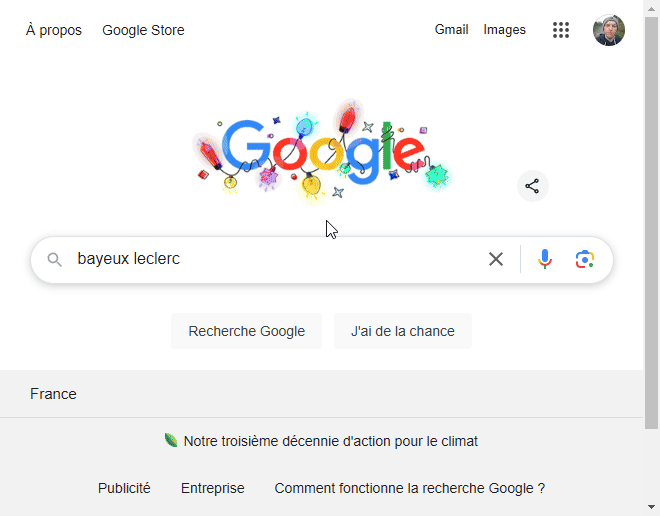 À propos Google Store Gmail Images
Google
bayeux leclerc
Recherche Google J'ai de la chance
France
Notre troisième décennie d'action pour le climat
Publicité Entreprise Comment fonctionne la recherche Google ?